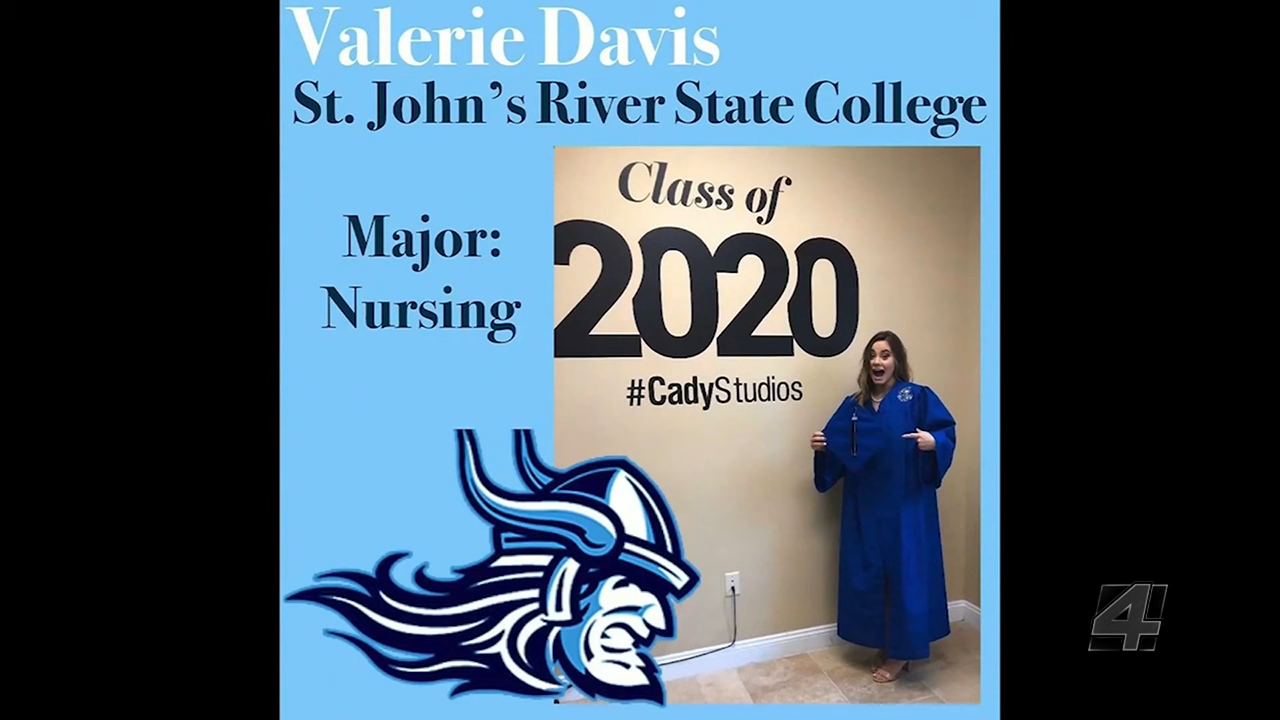 Valerie Davis
St. John's River State College
Class of
2020
#CadyStudios
Major:
Nursing
4